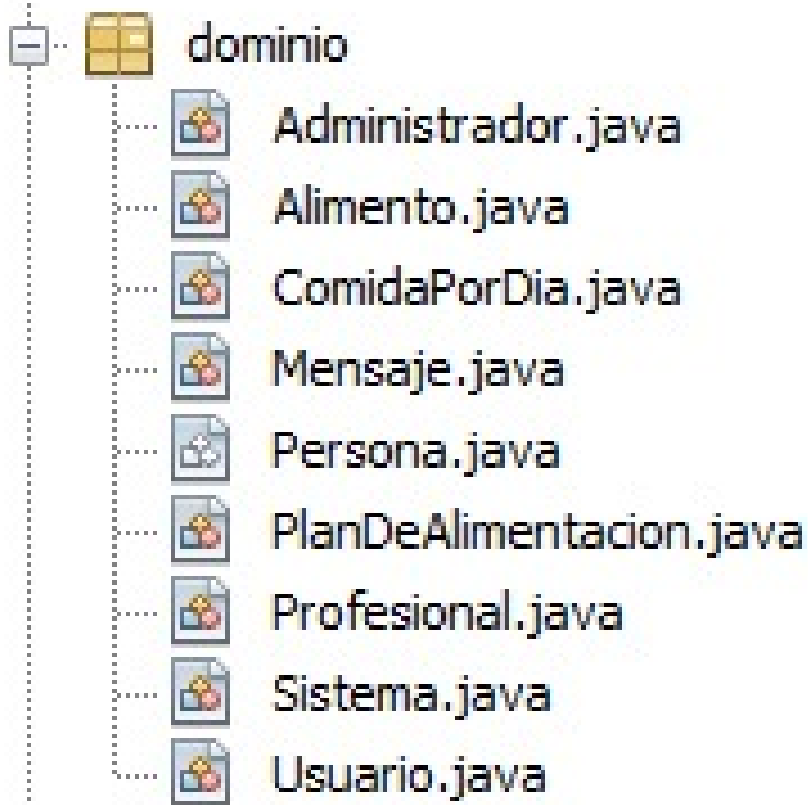 dominio
Administrador.java
Alimento.java
ComidaPorDia.java
Mensaje.java
Persona.java
PlanDeAlimentacion.java
Profesional.java
Sistema.java
Usuario.java